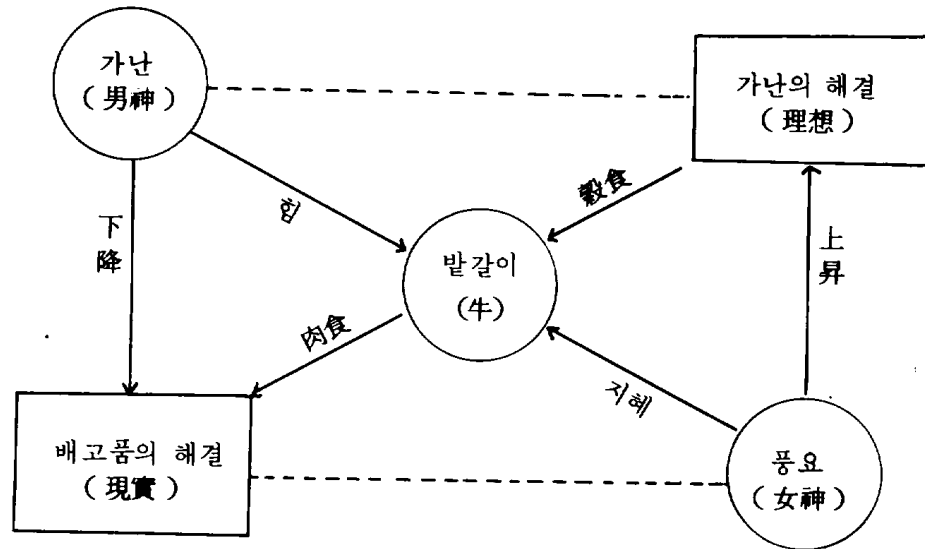 가난
(男神)
가난의 해결
(理想)
힘
穀食
下降
上昇
밭갈이
(牛)
肉食
지혜
배고픔의 해결
(現實)
풍요
(女神)